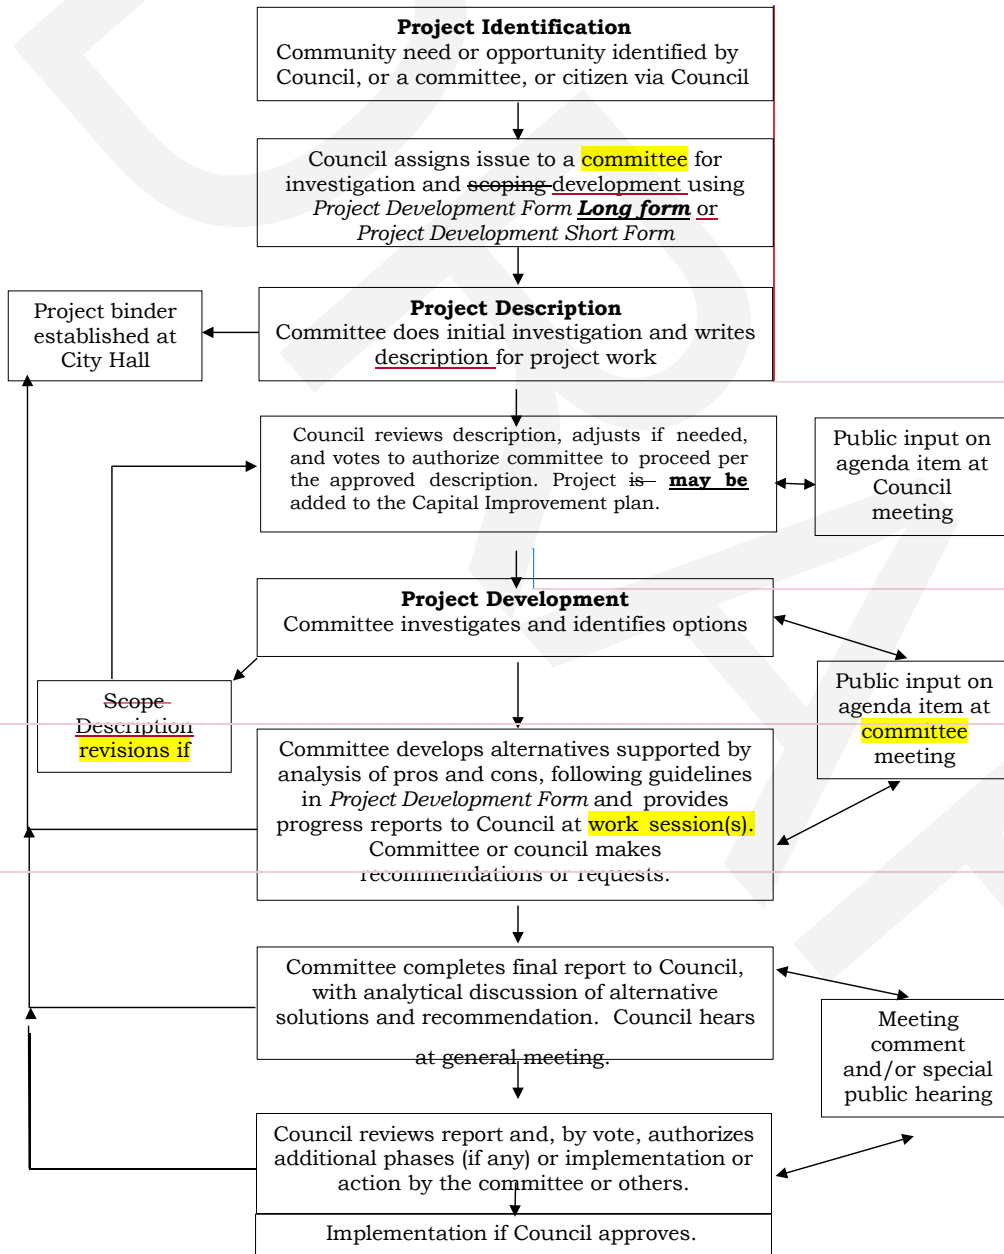 Project Identification
Community need or opportunity identified by
Council, or a committee, or citizen via Council
Council assigns issue to a committee for
investigation and scoping development using
Project Development Form Long form or
Project Development Short Form
Project binder
established at
City Hall
Project Description
Committee does initial investigation and writes
description for project work
Council reviews description, adjusts if needed,
and votes to authorize committee to proceed per
the approved description. Project is may be
added to the Capital Improvement plan.
Public input on
agenda item at
Council
meeting
Project Development
Committee investigates and identifies options
Scope
Description
revisions if
Public input on
agenda item at
committee
meeting
Committee develops alternatives supported by
analysis of pros and cons, following guidelines
in Project Development Form and provides
progress reports to Council at work session(s).
Committee or council makes
recommendations or requests.
Committee completes final report to Council,
with analytical discussion of alternative
solutions and recommendation. Council hears
at general meeting.
Meeting
comment
and/or special
public hearing
Council reviews report and, by vote, authorizes
additional phases (if any) or implementation or
action by the committee or others.
Implementation if Council approves.